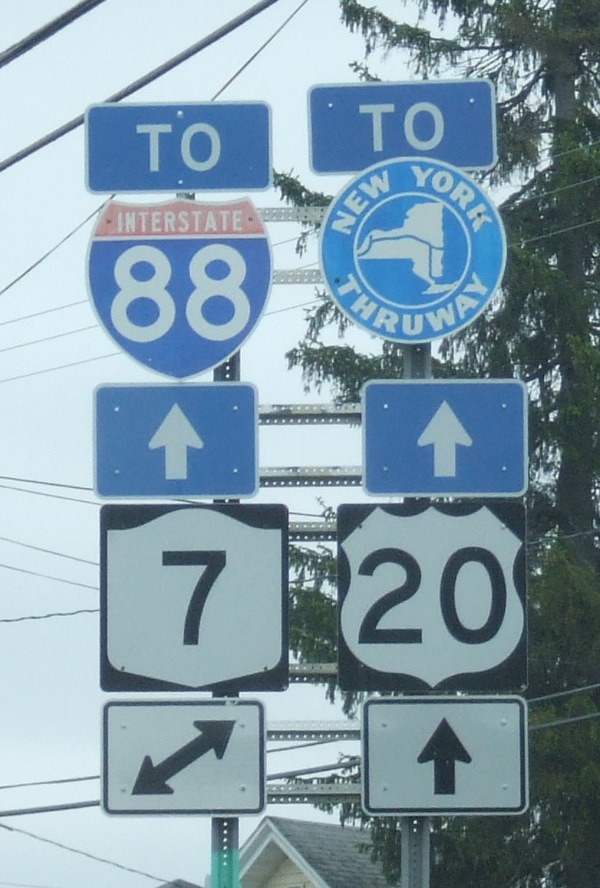 TO
TO
INTERSTATE
88
NEW YORK
THRUWAY
7
20